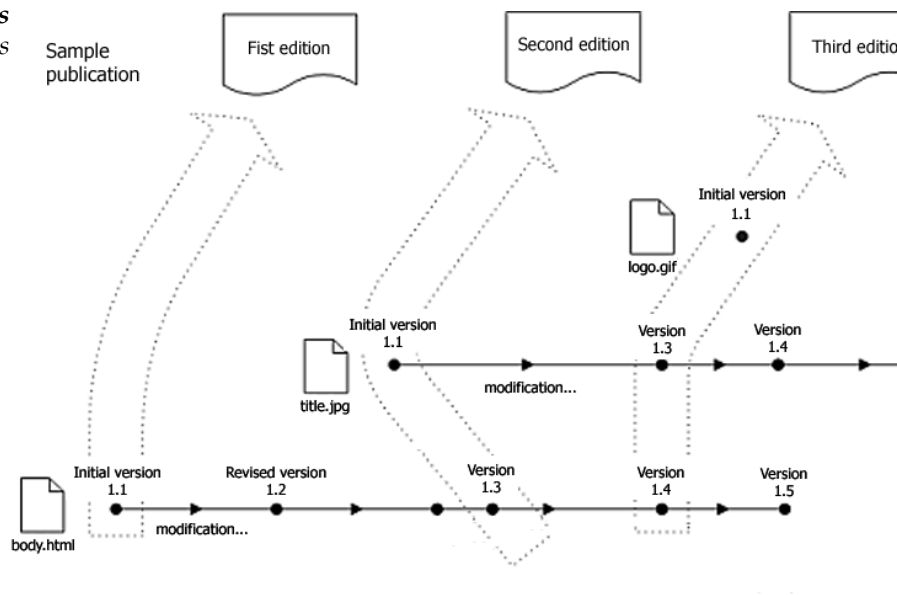 s
s
Sample
publication
Fist edition
Second edition
Third editio
Initial version
1.1
logo.gif
Initial version
1.1
Version
1.3
Version
1.4
title.jpg
modification...
Initial version
1.1
Revised version
1.2
Version
1.3
Version
1.4
Version
1.5
body.html
modification...